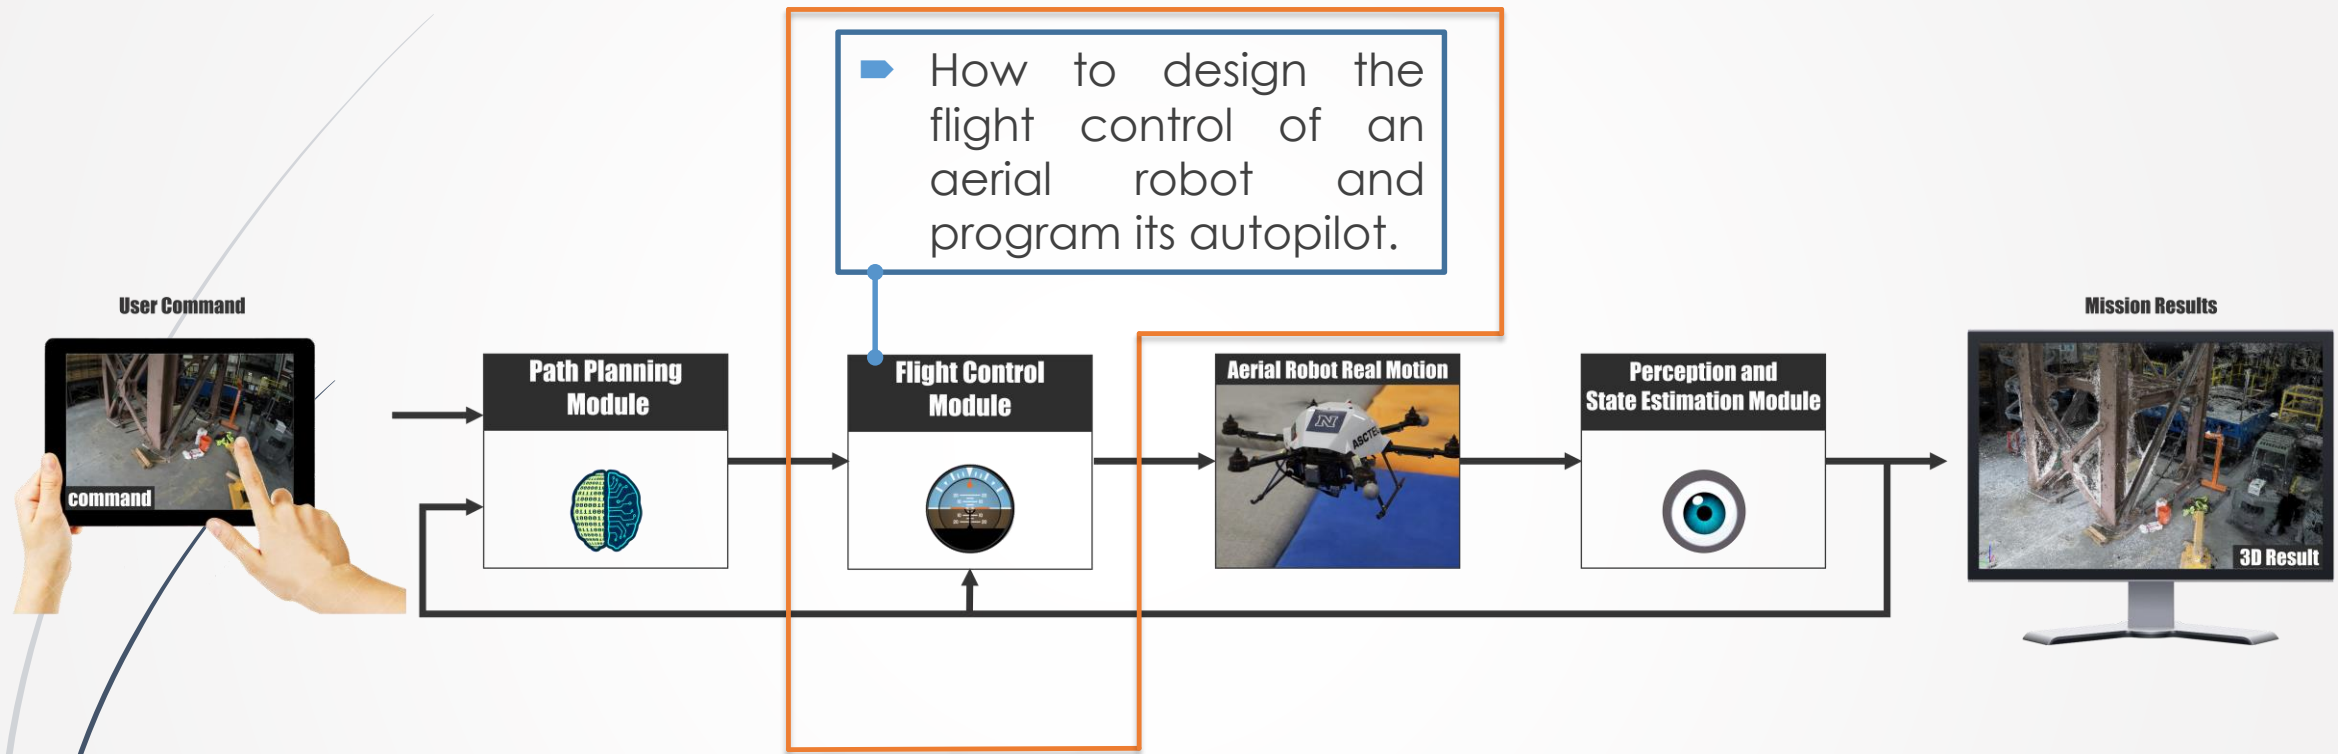 How to design the
flight control of an
aerial robot and
program its autopilot.
User Command
command
Path Planning
Module
Flight Control
Module
Aerial Robot Real Motion
N
ASCTEC
Perception and
State Estimation Module
Mission Results
3D Result